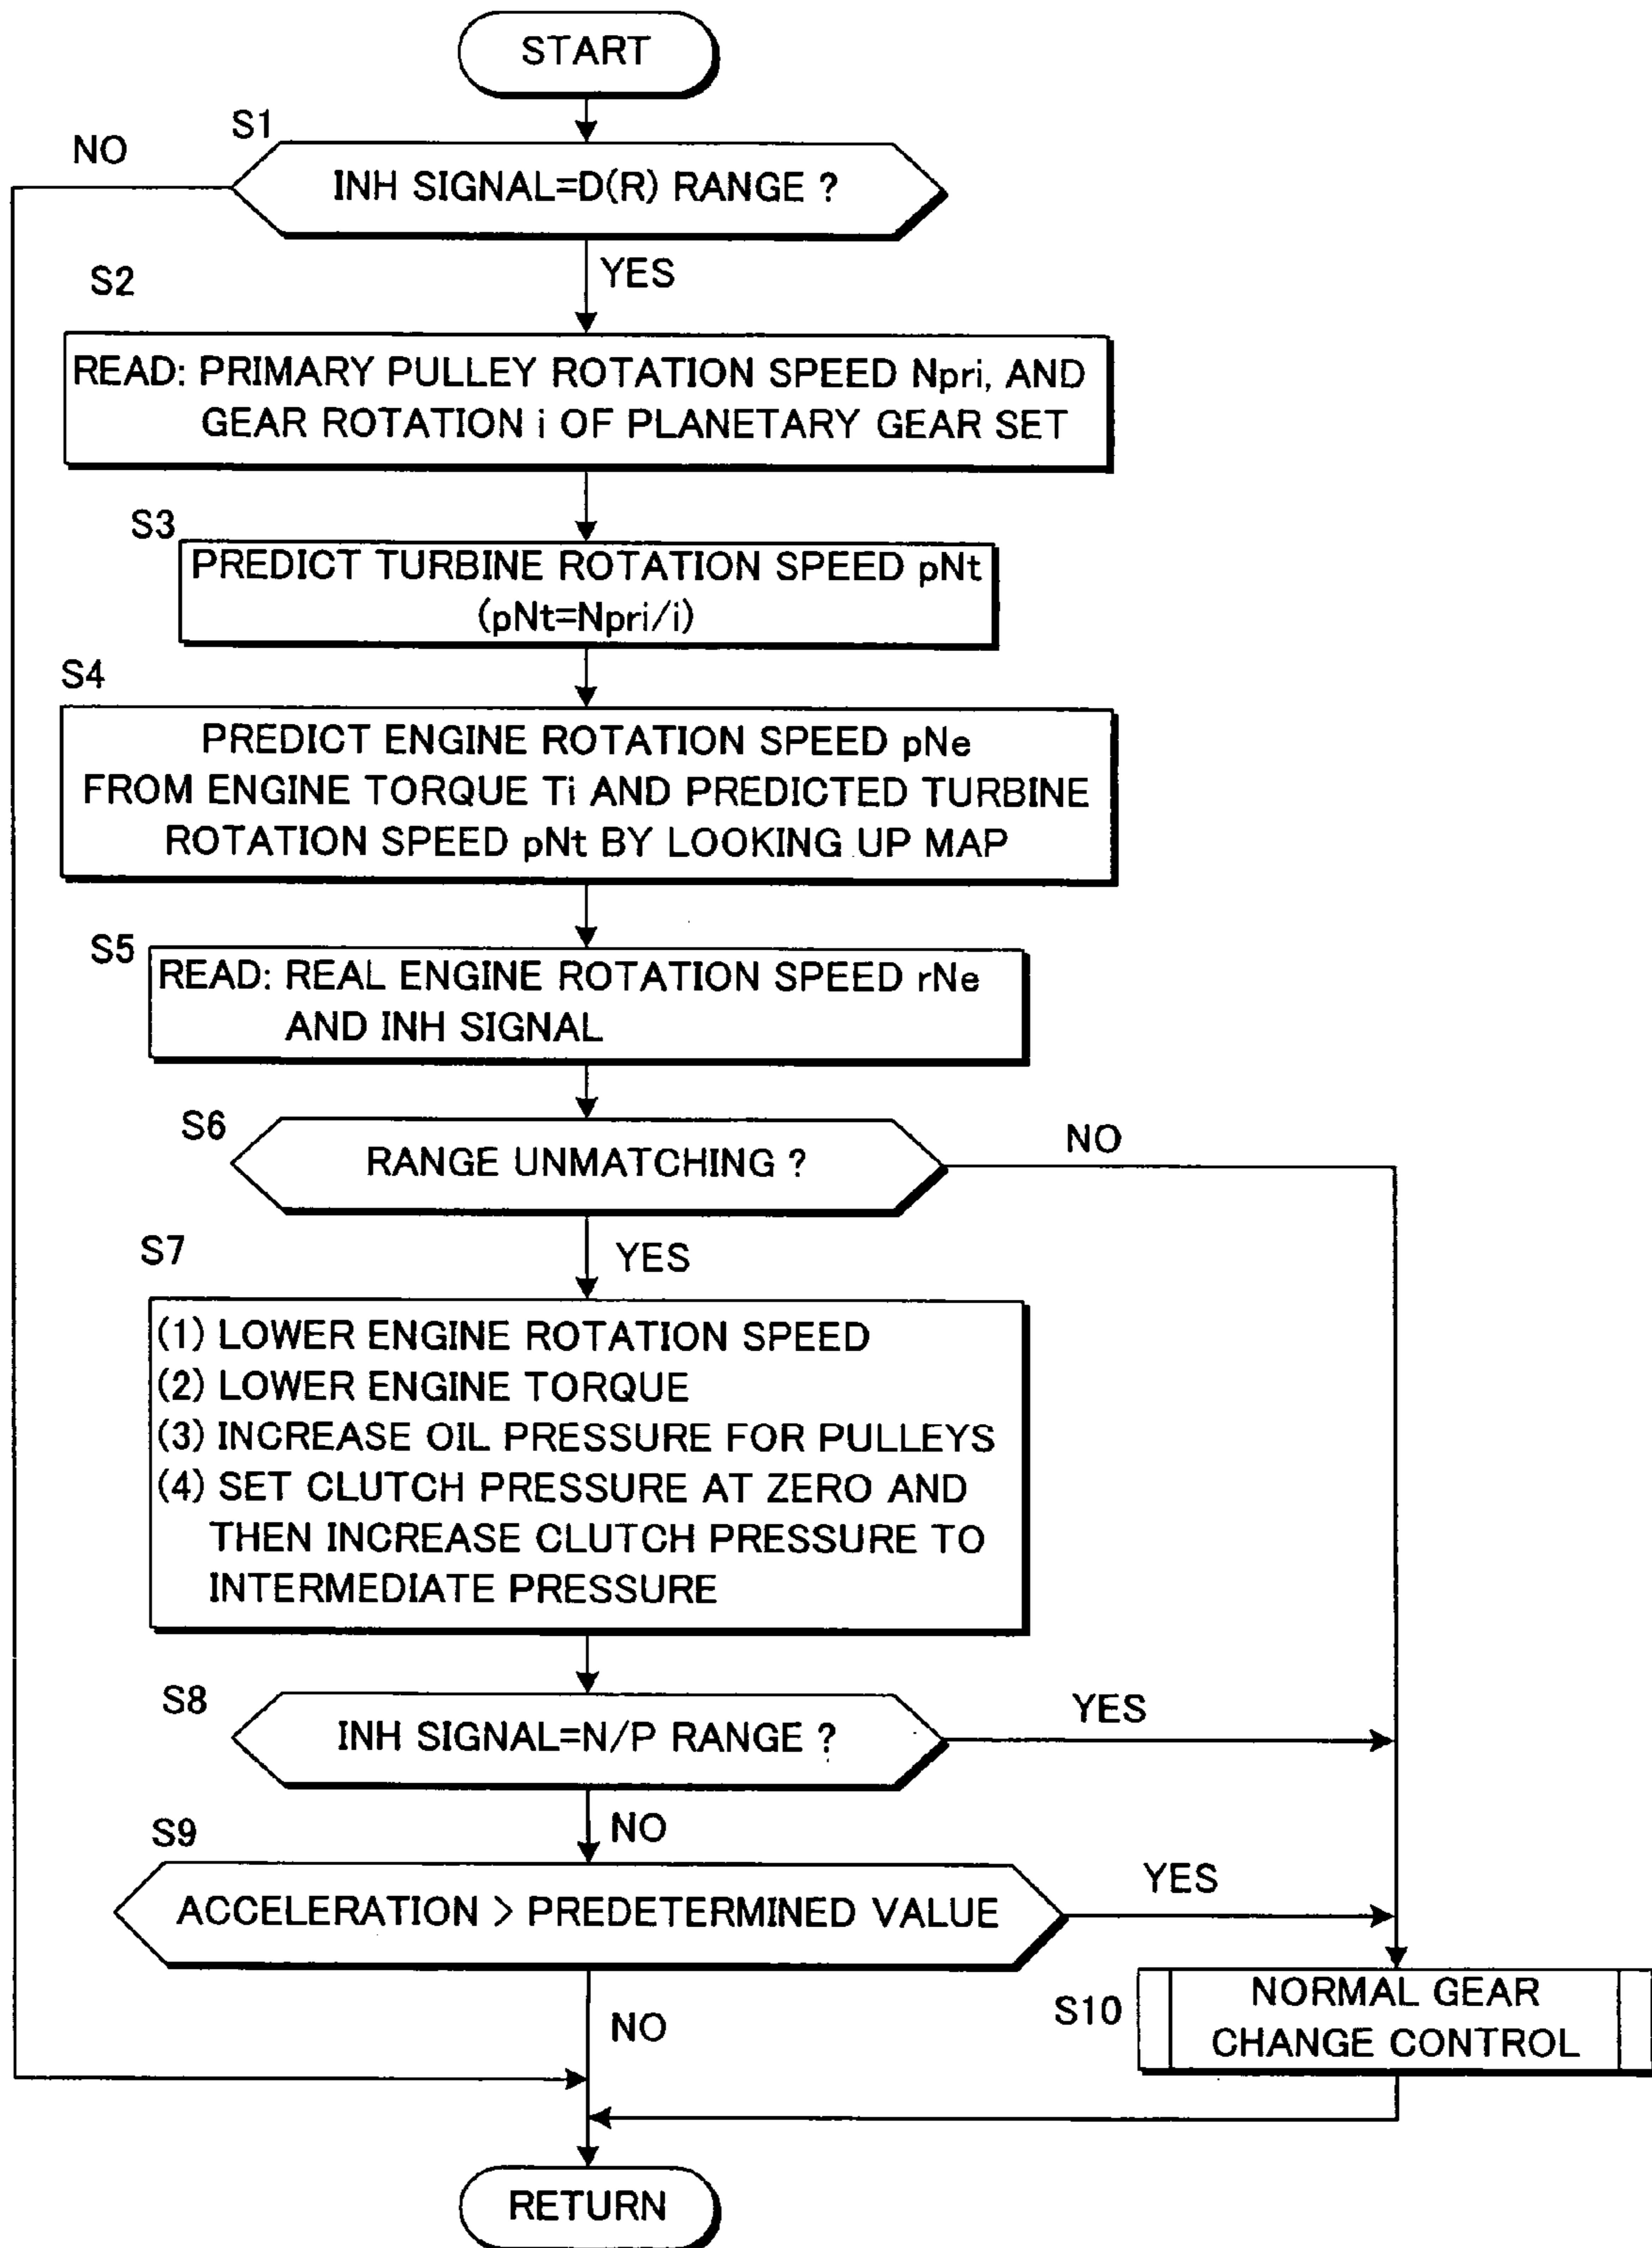 START
S1
NO
INH SIGNAL=D(R) RANGE ?
YES
S2
READ: PRIMARY PULLEY ROTATION SPEED Npri, AND
GEAR ROTATION i OF PLANETARY GEAR SET
S3
PREDICT TURBINE ROTATION SPEED pNt
(pNt=Npri/i)
S4
PREDICT ENGINE ROTATION SPEED pNe
FROM ENGINE TORQUE Ti AND PREDICTED TURBINE
ROTATION SPEED pNt BY LOOKING UP MAP
S5
READ: REAL ENGINE ROTATION SPEED rNe
AND INH SIGNAL
S6
RANGE UNMATCHING ?
NO
YES
S7
(1) LOWER ENGINE ROTATION SPEED
(2) LOWER ENGINE TORQUE
(3) INCREASE OIL PRESSURE FOR PULLEYS
(4) SET CLUTCH PRESSURE AT ZERO AND
THEN INCREASE CLUTCH PRESSURE TO
INTERMEDIATE PRESSURE
S8
INH SIGNAL=N/P RANGE ?
YES
NO
S9
ACCELERATION > PREDETERMINED VALUE
YES
NO
S10
NORMAL GEAR
CHANGE CONTROL
RETURN